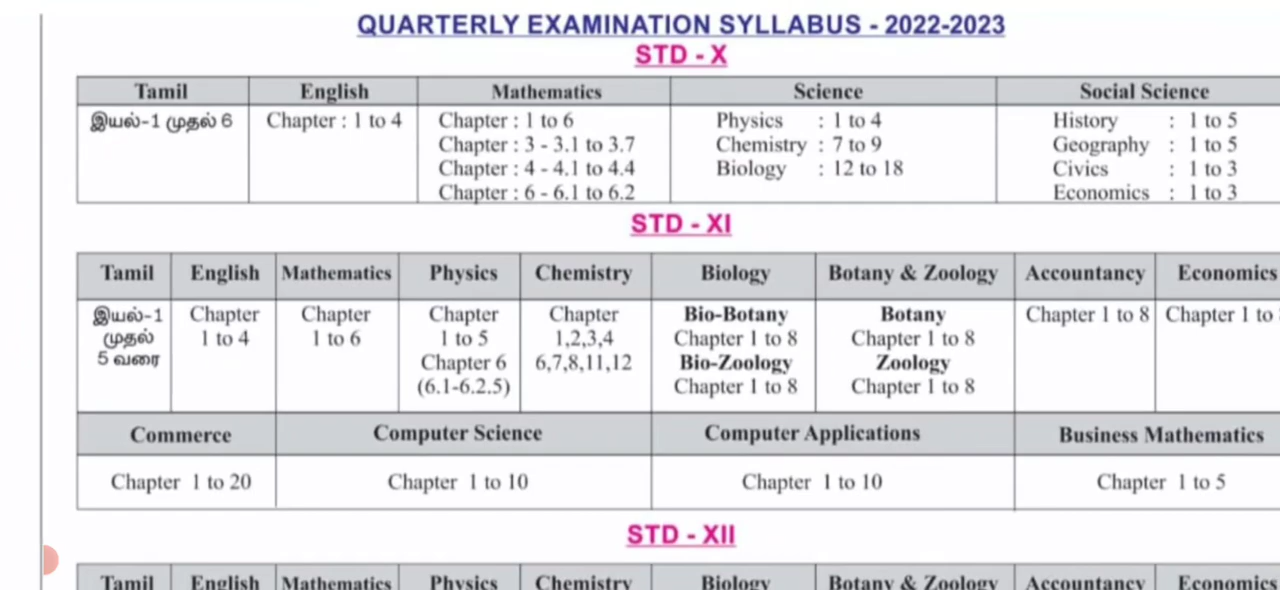 QUARTERLY EXAMINATION SYLLABUS - 2022-2023
STD - X
Tamil English Mathematics Science Social Science
இயல்-1 முதல் 6 Chapter : 1 to 4 Chapter : 1 to 6 Physics : 1 to 4 History : 1 to 5
Chapter : 3 - 3.1 to 3.7 Chemistry : 7 to 9 Geography : 1 to 5
Chapter : 4 - 4.1 to 4.4 Biology : 12 to 18 Civics : 1 to 3
Chapter : 6 - 6.1 to 6.2 Economics : 1 to 3
STD - XI
Tamil English Mathematics Physics Chemistry Biology Botany & Zoology Accountancy Economics
இயல்-1 Chapter Chapter Chapter Chapter Bio-Botany Botany Chapter 1 to 8 Chapter 1 to
முதல் 1 to 4 1 to 6 1 to 5 1,2,3,4 Chapter 1 to 8 Chapter 1 to 8
5 வரை Chapter 6 6,7,8,11,12 Bio-Zoology Zoology
(6.1-6.2.5) Chapter 1 to 8 Chapter 1 to 8
Commerce Computer Science Computer Applications Business Mathematics
Chapter 1 to 20 Chapter 1 to 10 Chapter 1 to 10 Chapter 1 to 5
STD - XII
Tamil English Mathematics Physics Chemistry Biology Botany & Zoology Accountancy Economics